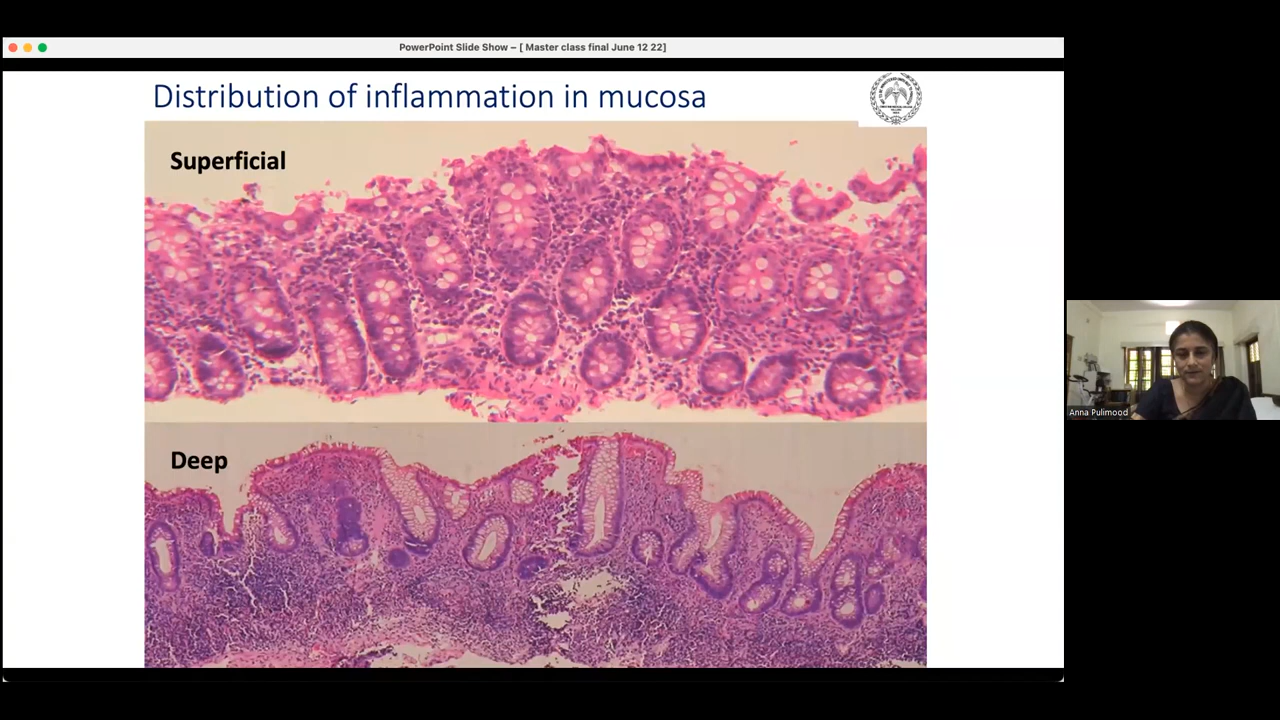 PowerPoint Slide Show – [ Master class final June 12 22]
Distribution of inflammation in mucosa
Superficial
Deep
Anna Pulimood